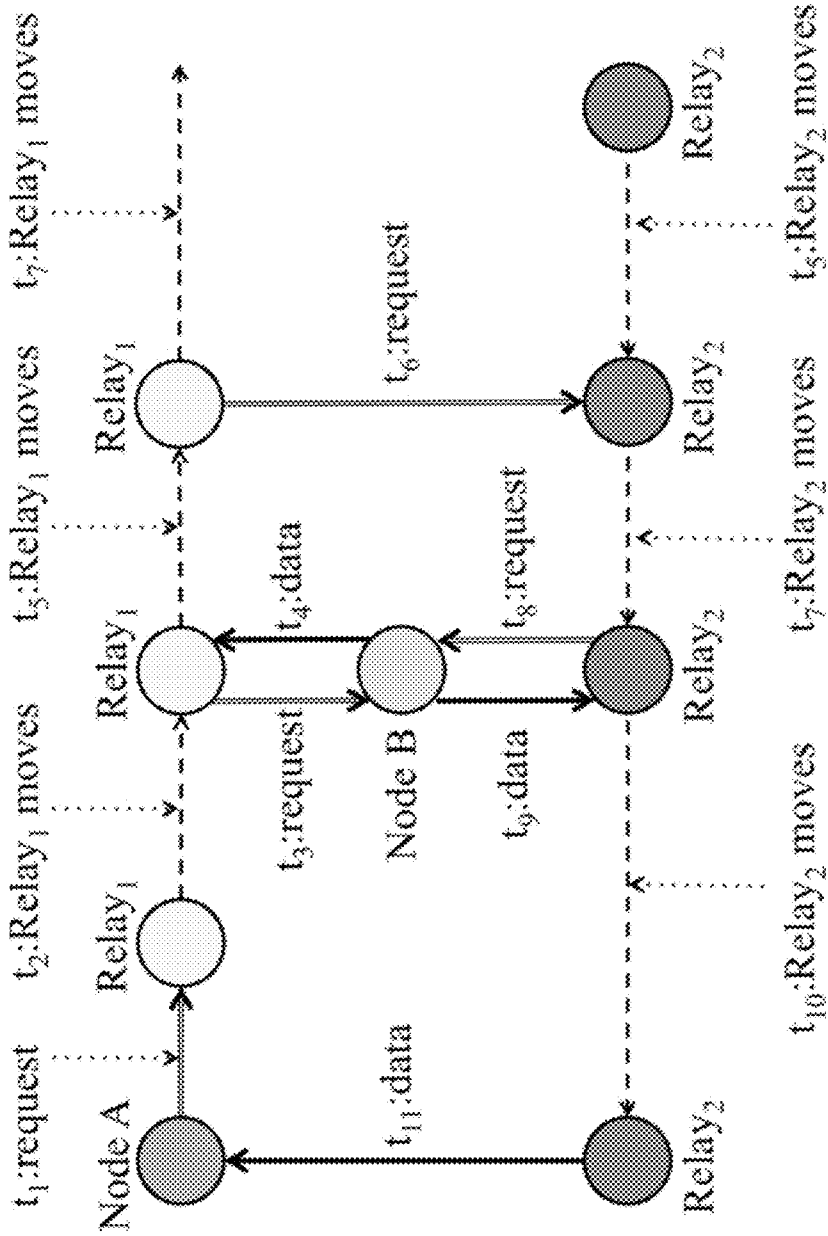 t₁:request
t₂:Relay₁ moves
t₅:Relay₁ moves
t₇:Relay₁ moves
Node A
Relay₁
Relay₁
Relay₁
t₃:request
t₄:data
t₆:request
Node B
t₁₁:data
t₉:data
t₈:request
Relay₂
Relay₂
Relay₂
Relay₂
t₁₀:Relay₂ moves
t₇:Relay₂ moves
t₅:Relay₂ moves